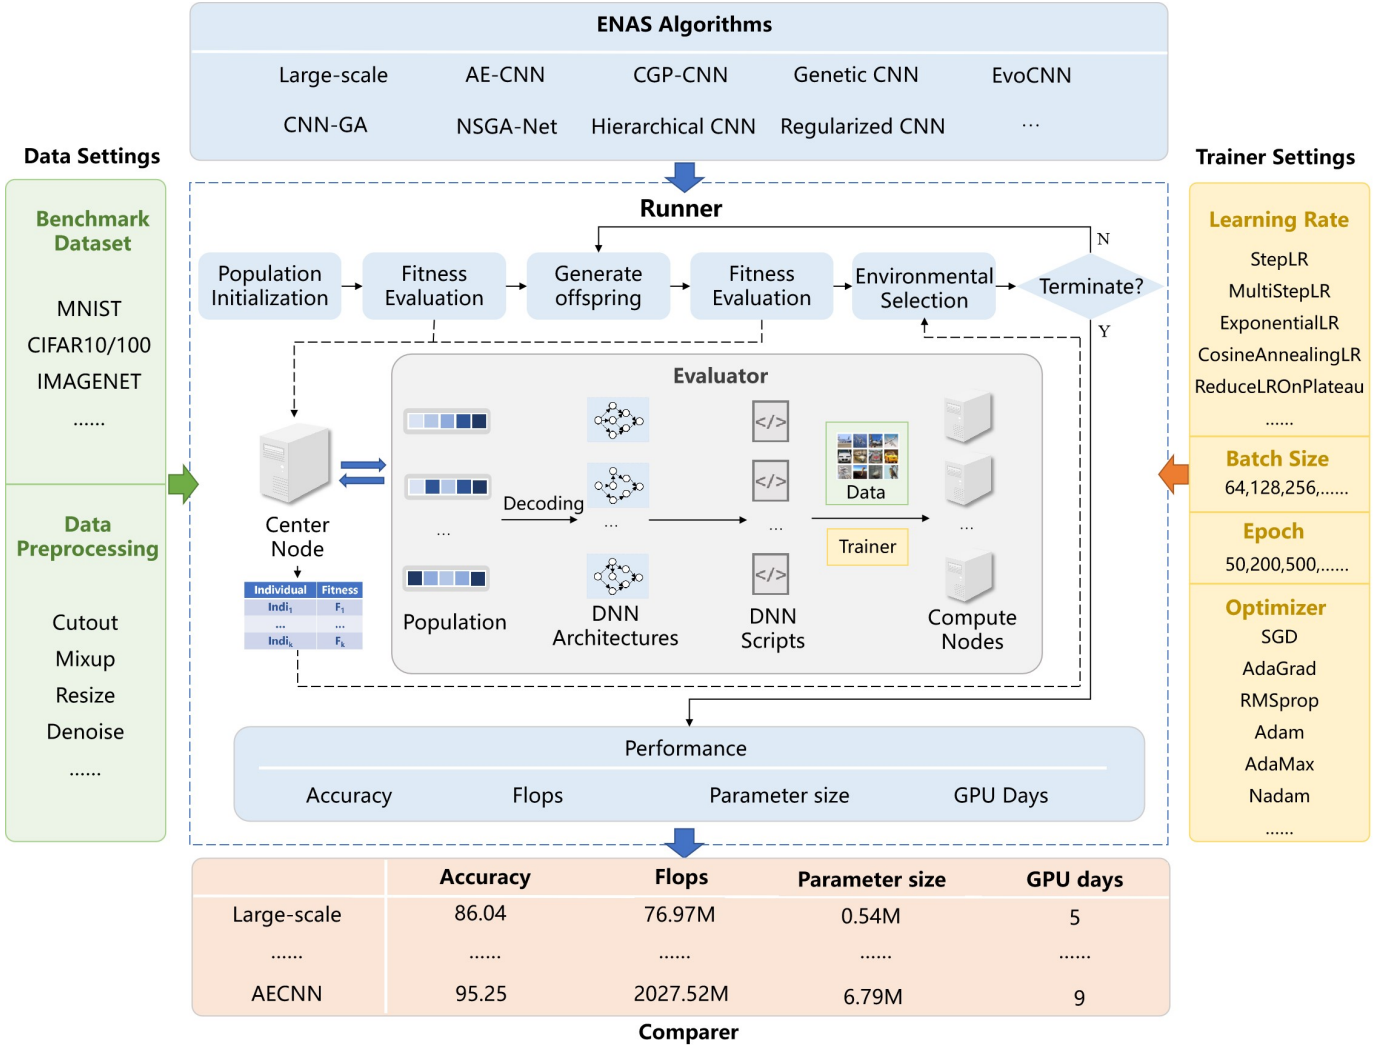 ENAS Algorithms
Large-scale AE-CNN CGP-CNN Genetic CNN EvoCNN
CNN-GA NSGA-Net Hierarchical CNN Regularized CNN ...
Data Settings
Benchmark
Dataset
MNIST
CIFAR10/100
IMAGENET
......
Data
Preprocessing
Cutout
Mixup
Resize
Denoise
......
Runner
Population
Initialization
Fitness
Evaluation
Generate
offspring
Fitness
Evaluation
Environmental
Selection
Terminate?
N
Y
Evaluator
Center
Node
Individual Fitness
Indi1 F1
... ...
Indik Fk
Decoding
...
...
...
...
Data
Trainer
Population
DNN
Architectures
DNN
Scripts
Compute
Nodes
</>
</>
</>
Performance
Accuracy Flops Parameter size GPU Days
Trainer Settings
Learning Rate
StepLR
MultiStepLR
ExponentialLR
CosineAnnealingLR
ReduceLROnPlateau
......
Batch Size
64,128,256,......
Epoch
50,200,500,......
Optimizer
SGD
AdaGrad
RMSprop
Adam
AdaMax
Nadam
......
Accuracy Flops Parameter size GPU days
Large-scale 86.04 76.97M 0.54M 5
...... ...... ...... ...... ......
AECNN 95.25 2027.52M 6.79M 9
Comparer